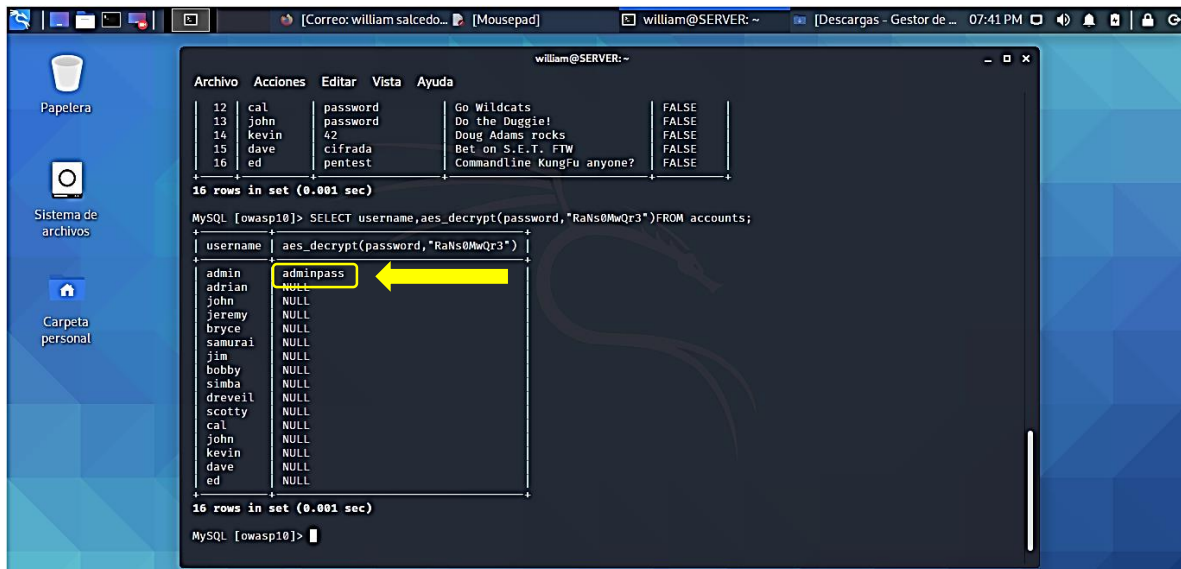 [Correo: william salcedo... [Mousepad] william@SERVER: ~ [Descargas - Gestor de ... 07:41 PM
Papelera
Sistema de
archivos
Carpeta
personal
william@SERVER: ~
Archivo Acciones Editar Vista Ayuda
| 12 | cal | password | Go Wildcats | FALSE |
| 13 | john | password | Do the Duggie! | FALSE |
| 14 | kevin | 42 | Doug Adams rocks | FALSE |
| 15 | dave | cifrada | Bet on S.E.T. FTW | FALSE |
| 16 | ed | pentest | Commandline KungFu anyone? | FALSE |
16 rows in set (0.001 sec)
MySQL [owasp10]> SELECT username,aes_decrypt(password,"RaNs0MwQr3")FROM accounts;
| username | aes_decrypt(password,"RaNs0MwQr3") |
| admin | adminpass |
| adrian | NULL |
| john | NULL |
| jeremy | NULL |
| bryce | NULL |
| samurai | NULL |
| jim | NULL |
| bobby | NULL |
| simba | NULL |
| dreveil | NULL |
| scotty | NULL |
| cal | NULL |
| john | NULL |
| kevin | NULL |
| dave | NULL |
| ed | NULL |
16 rows in set (0.001 sec)
MySQL [owasp10]>